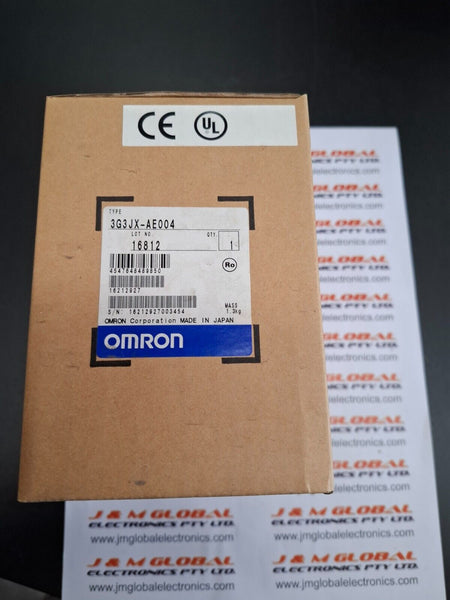 CE UL
TYPE
3G3JX-AE004
LOT NO. QTY.
16812 1
Ro
4547648489850
16212927
MASS
S/N: 16212927003454 1.3kg
OMRON Corporation MADE IN JAPAN
OMRON
J & M GLOBAL
ELECTRONICS PTY LTD.
www.jmglobalelectronics.com
J & M GLOBAL
ELECTRONICS PTY LTD.
www.jmglobalelectronics.com
J & M GLOBAL
ELECTRONICS PTY LTD.
www.jmglobalelectronics.com